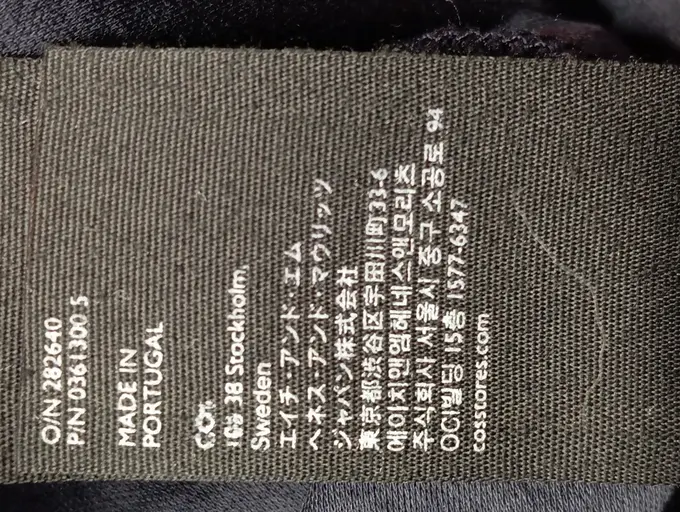 O/N 282640
P/N 0361300 S
MADE IN
PORTUGAL
38 Stockholm,
Sweden
エイチ・アンド・エム
ヘネス・アンド・マウリッツ
ジャパン株式会社
東京都渋谷区宇田川町33-6
에이치앤엠헤네스앤모리츠
주식회사 서울시 중구 소공로 94
OCI빌딩 15층 1577-6347
cosstores.com